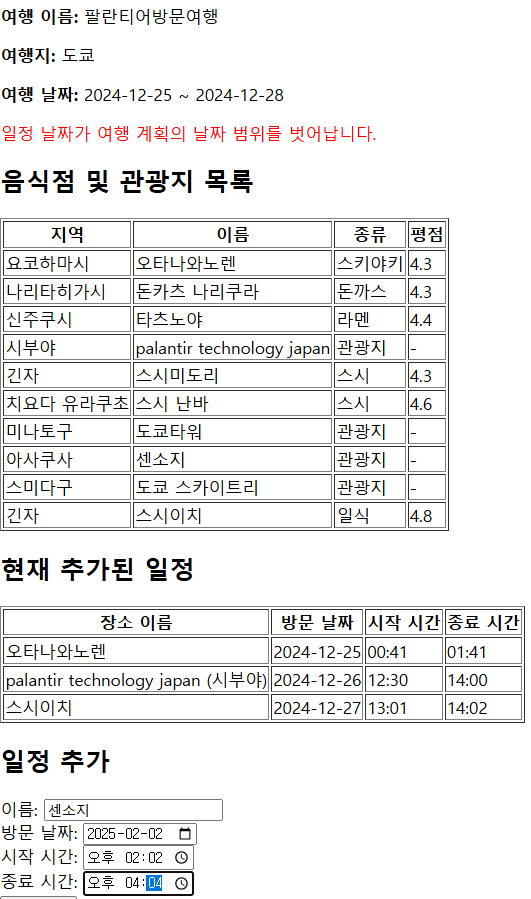 여행 이름: 팔란티어방문여행
여행지: 도쿄
여행 날짜: 2024-12-25 ~ 2024-12-28
일정 날짜가 여행 계획의 날짜 범위를 벗어납니다.
음식점 및 관광지 목록
지역 이름 종류 평점
요코하마시 오타나와노렌 스키야키 4.3
나리타히가시 돈카츠 나리쿠라 돈까스 4.3
신주쿠시 타츠노야 라멘 4.4
시부야 palantir technology japan 관광지 -
긴자 스시미도리 스시 4.3
치요다 유라쿠초 스시 난바 스시 4.6
미나토구 도쿄타워 관광지 -
아사쿠사 센소지 관광지 -
스미다구 도쿄 스카이트리 관광지 -
긴자 스시이치 일식 4.8
현재 추가된 일정
장소 이름 방문 날짜 시작 시간 종료 시간
오타나와노렌 2024-12-25 00:41 01:41
palantir technology japan (시부야) 2024-12-26 12:30 14:00
스시이치 2024-12-27 13:01 14:02
일정 추가
이름: 센소지
방문 날짜: 2025-02-02
시작 시간: 오후 02:02
종료 시간: 오후 04:04